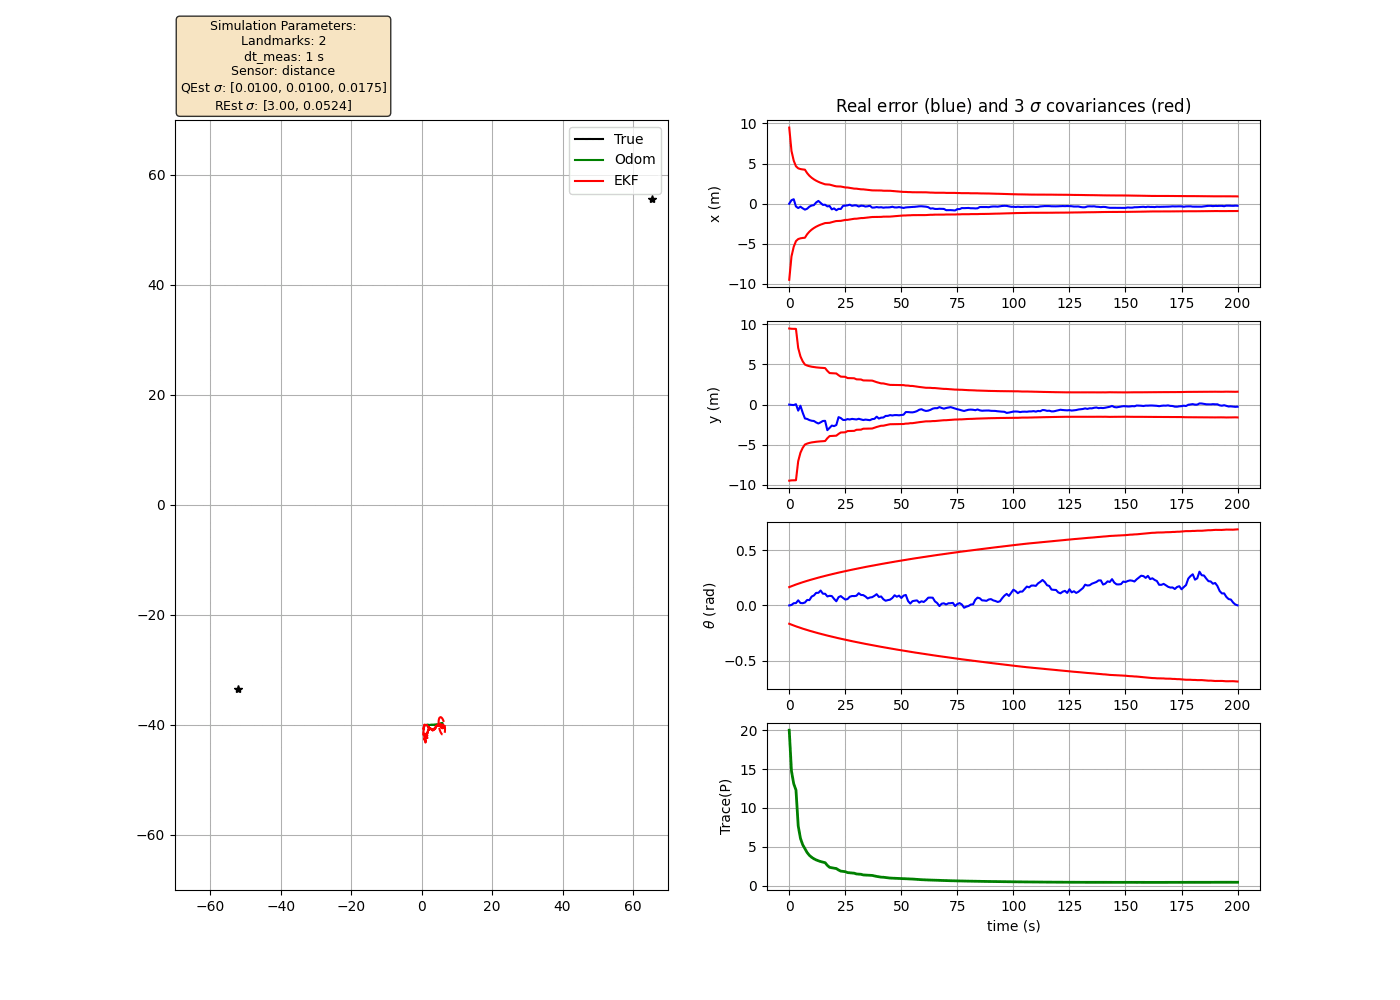 Simulation Parameters:
Landmarks: 2
dt_meas: 1 s
Sensor: distance
QEst σ: [0.0100, 0.0100, 0.0175]
REst σ: [3.00, 0.0524]
True
Odom
EKF
60
40
20
0
−20
−40
−60
−60 −40 −20 0 20 40 60
Real error (blue) and 3 σ covariances (red)
x (m)
10
5
0
−5
−10
0 25 50 75 100 125 150 175 200
y (m)
10
5
0
−5
−10
0 25 50 75 100 125 150 175 200
θ (rad)
0.5
0.0
−0.5
0 25 50 75 100 125 150 175 200
Trace(P)
20
15
10
5
0
0 25 50 75 100 125 150 175 200
time (s)